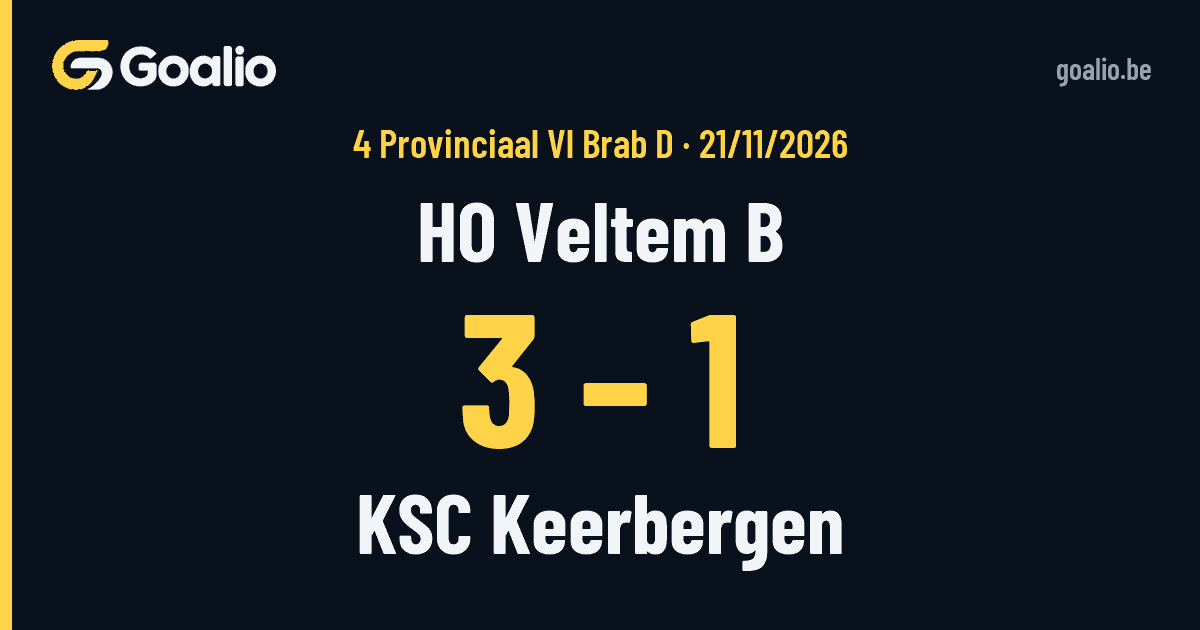 Goalio
goalio.be
4 Provinciaal Vl Brab D · 21/11/2026
HO Veltem B
3 – 1
KSC Keerbergen